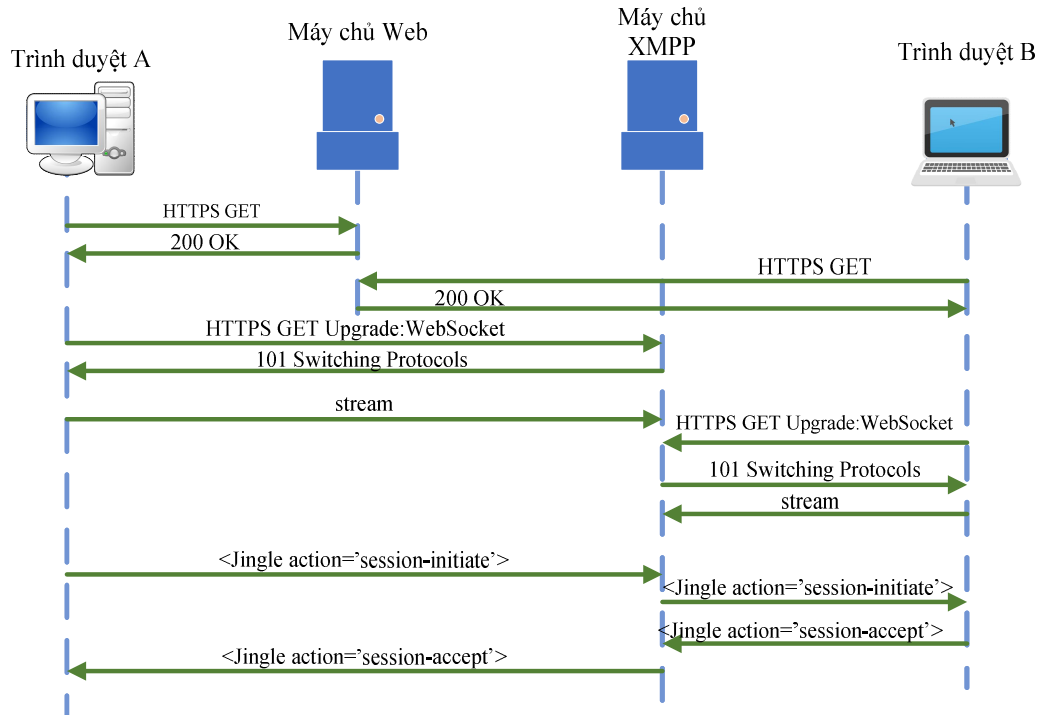 Máy chủ
XMPP
Máy chủ Web
Trình duyệt A
Trình duyệt B
HTTPS GET
200 OK
HTTPS GET
200 OK
HTTPS GET Upgrade:WebSocket
101 Switching Protocols
stream
HTTPS GET Upgrade:WebSocket
101 Switching Protocols
stream
<Jingle action=’session-initiate’>
<Jingle action=’session-initiate’>
<Jingle action=’session-accept’>
<Jingle action=’session-accept’>